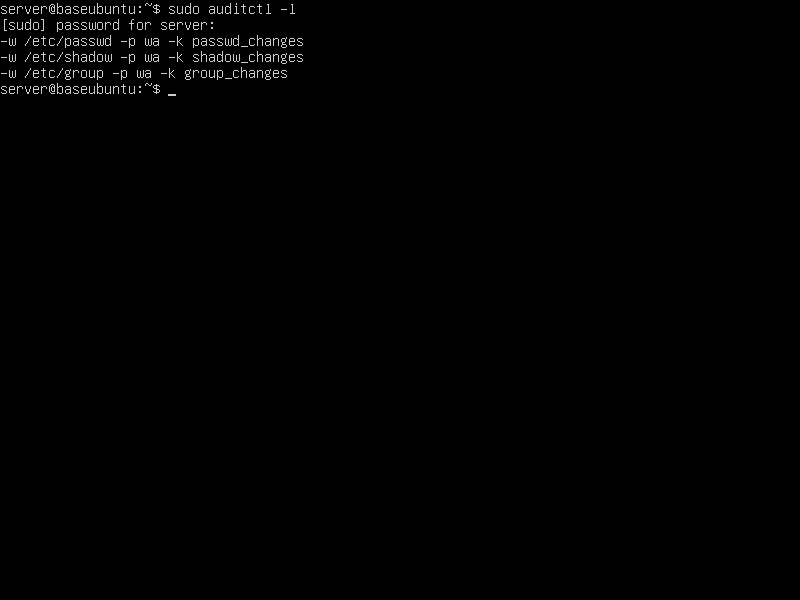 server@baseubuntu:~$ sudo auditctl -l
[sudo] password for server:
-w /etc/passwd -p wa -k passwd_changes
-w /etc/shadow -p wa -k shadow_changes
-w /etc/group -p wa -k group_changes
server@baseubuntu:~$ _